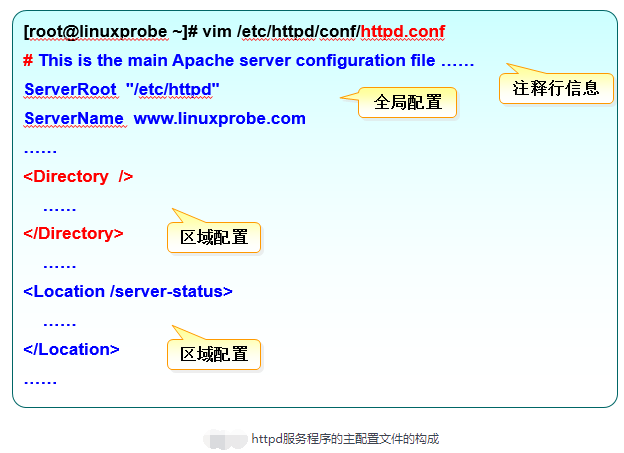 [root@linuxprobe ~]# vim /etc/httpd/conf/httpd.conf
# This is the main Apache server configuration file ……
注释行信息
ServerRoot "/etc/httpd"
全局配置
ServerName www.linuxprobe.com
……
<Directory />
……
</Directory>
区域配置
……
<Location /server-status>
……
</Location>
区域配置
……
httpd服务程序的主配置文件的构成